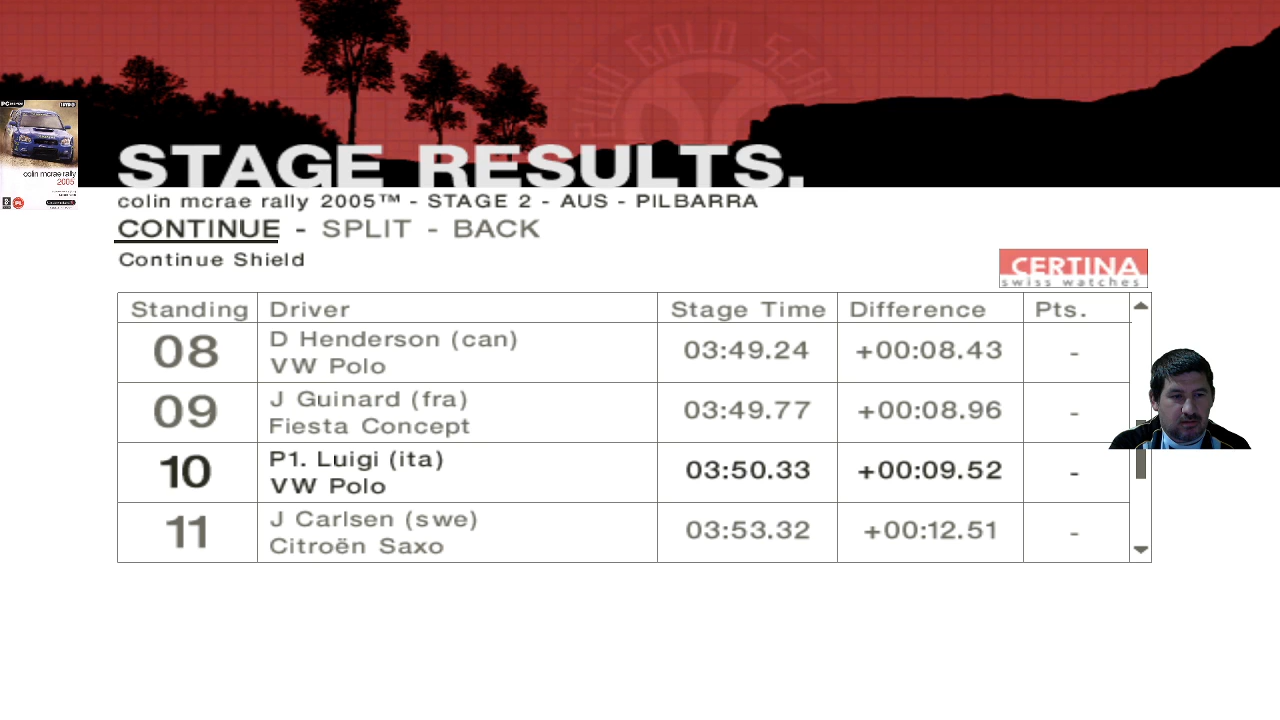 GOLD SEAL
STAGE RESULTS.
colin mcrae rally 2005™ - STAGE 2 - AUS - PILBARRA
CONTINUE - SPLIT - BACK
Continue Shield
colin mcrae rally
2005
CERTINA
swiss watches
Standing Driver Stage Time Difference Pts.
08 D Henderson (can) 03:49.24 +00:08.43 -
VW Polo
09 J Guinard (fra) 03:49.77 +00:08.96 -
Fiesta Concept
10 P1. Luigi (ita) 03:50.33 +00:09.52 -
VW Polo
11 J Carlsen (swe) 03:53.32 +00:12.51 -
Citroën Saxo